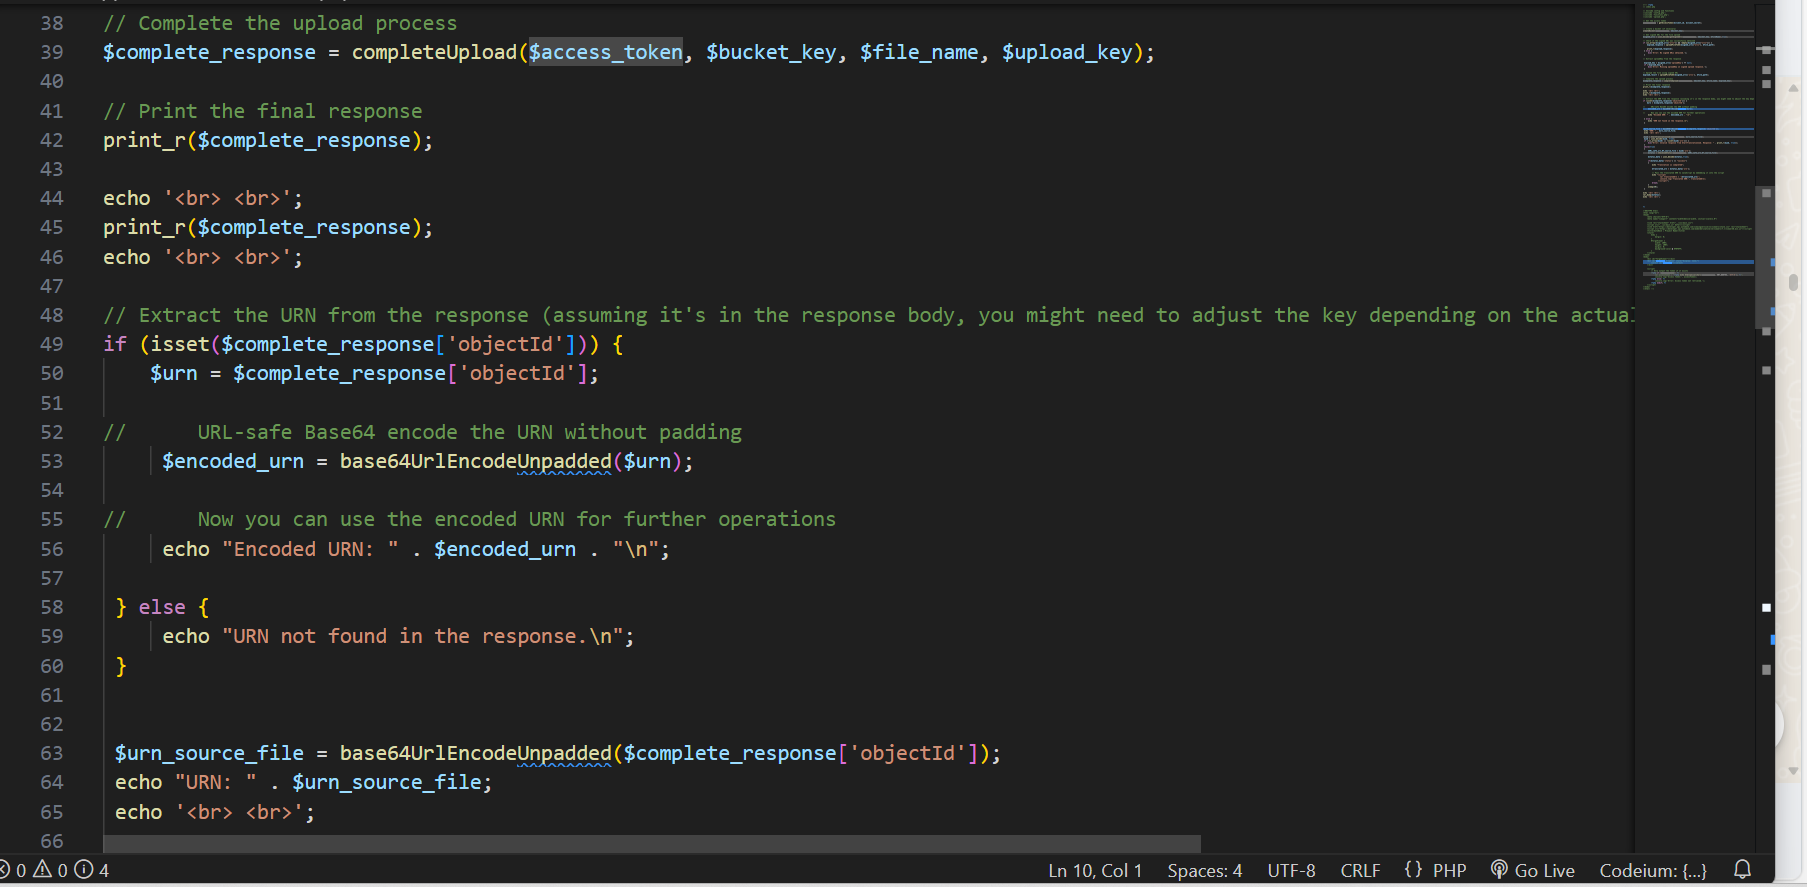 38 // Complete the upload process
39 $complete_response = completeUpload($access_token, $bucket_key, $file_name, $upload_key);
40
41 // Print the final response
42 print_r($complete_response);
43
44 echo '<br> <br>';
45 print_r($complete_response);
46 echo '<br> <br>';
47
48 // Extract the URN from the response (assuming it's in the response body, you might need to adjust the key depending on the actual
49 if (isset($complete_response['objectId'])) {
50     $urn = $complete_response['objectId'];
51
52 //      URL-safe Base64 encode the URN without padding
53      $encoded_urn = base64UrlEncodeUnpadded($urn);
54
55 //      Now you can use the encoded URN for further operations
56      echo "Encoded URN: " . $encoded_urn . "\n";
57
58  } else {
59      echo "URN not found in the response.\n";
60  }
61
62
63  $urn_source_file = base64UrlEncodeUnpadded($complete_response['objectId']);
64  echo "URN: " . $urn_source_file;
65  echo '<br> <br>';
66
0 0 4 Ln 10, Col 1 Spaces: 4 UTF-8 CRLF {} PHP Go Live Codeium: {...}